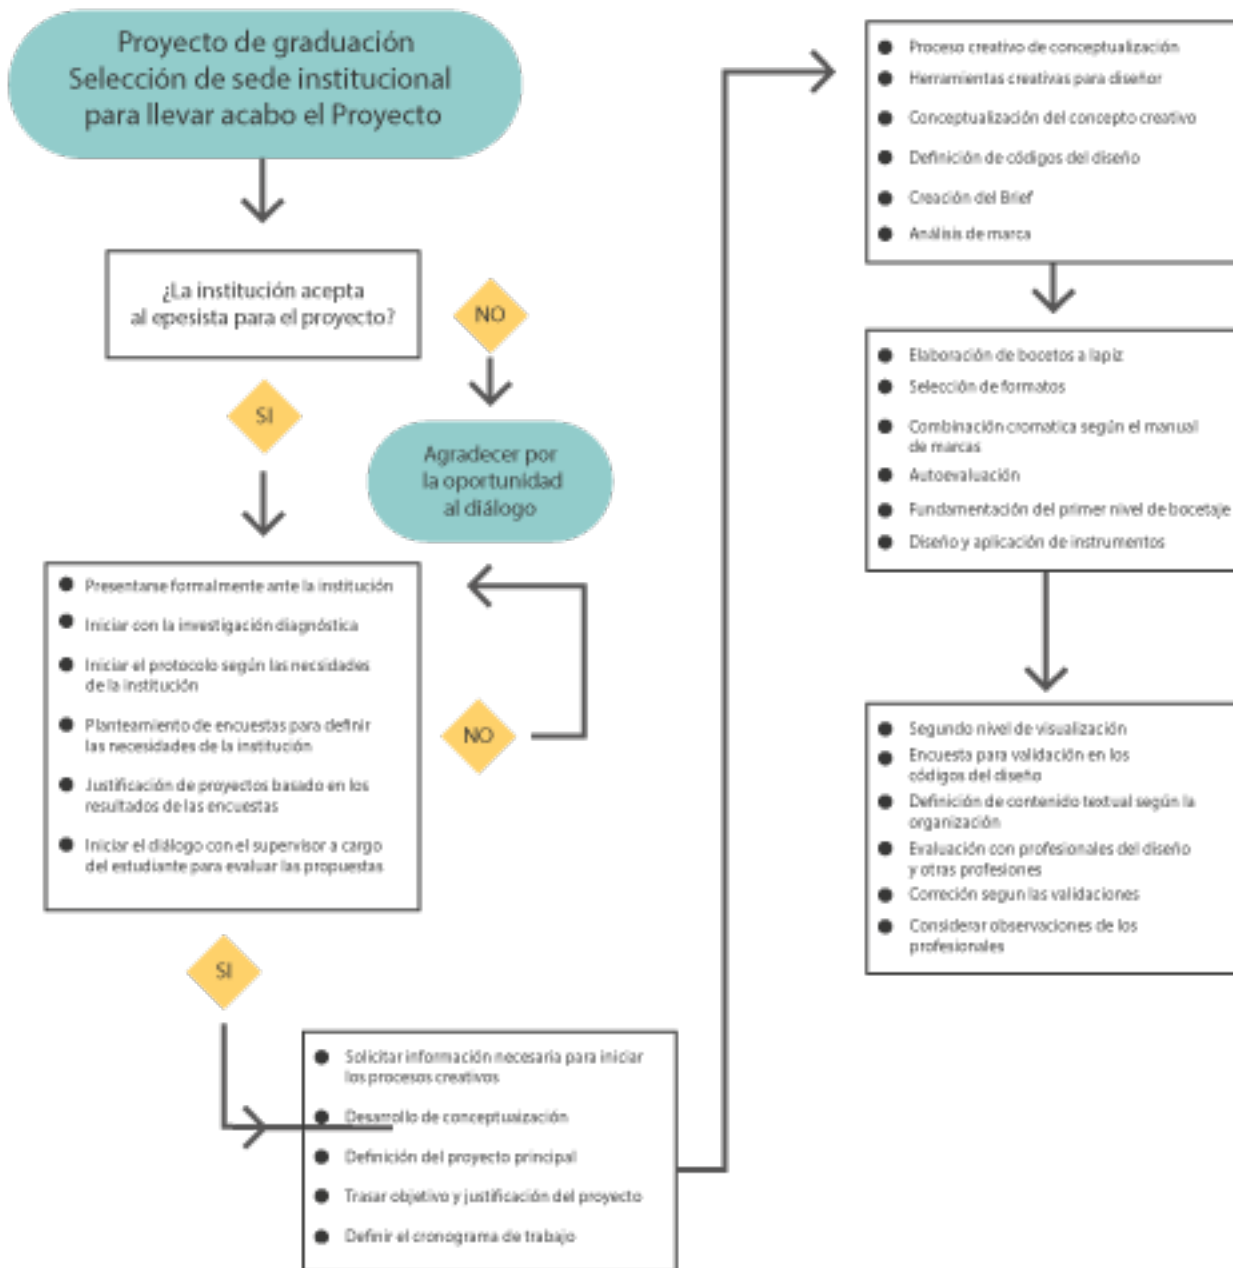 Proyecto de graduación
Selección de sede institucional
para llevar acabo el Proyecto
¿La institución acepta
al epesista para el proyecto?
NO
SI
Agradecer por
la oportunidad
al diálogo
Presentarse formalmente ante la institución
Iniciar con la investigación diagnóstica
Iniciar el protocolo según las necsidades
de la institución
Planteamiento de encuestas para definir
las necesidades de la institución
Justificación de proyectos basado en los
resultados de las encuestas
Iniciar el diálogo con el supervisor a cargo
del estudiante para evaluar las propuestas
NO
SI
Solicitar información necesaria para iniciar
los procesos creativos
Desarrollo de conceptuaización
Definición del proyecto principal
Trasar objetivo y justificación del proyecto
Definir el cronograma de trabajo
Proceso creativo de conceptualización
Herramientas creativas para diseñor
Conceptualización del concepto creativo
Definición de códigos del diseño
Creación del Brief
Análisis de marca
Elaboración de bocetos a lapiz
Selección de formatos
Combinación cromatica según el manual
de marcas
Autoevaluación
Fundamentación del primer nivel de bocetaje
Diseño y aplicación de instrumentos
Segundo nivel de visualización
Encuesta para validación en los
códigos del diseño
Definición de contenido textual según la
organización
Evaluación con profesionales del diseño
y otras profesiones
Correción segun las validaciones
Considerar observaciones de los
profesionales